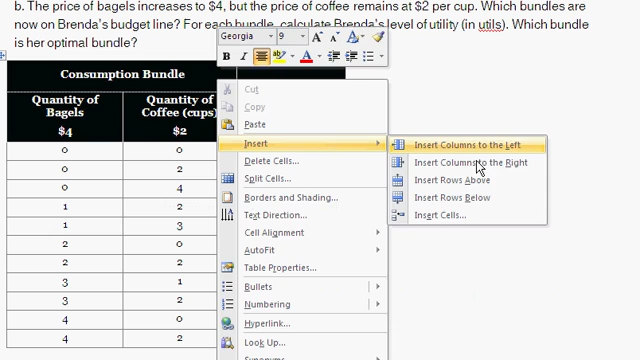 b. The price of bagels increases to $4, but the price of coffee remains at $2 per cup. Which bundles are
now on Brenda's budget line? For each bundle, calculate Brenda's level of utility (in utils). Which bundle
is her optimal bundle?
Georgia 9
B I
Consumption Bundle
Quantity of Bagels $4
Quantity of Coffee (cups) $2
0 0
0 2
0 4
1 2
1 3
2 0
2 2
3 1
3 2
4 0
4 2
Cut
Copy
Paste
Insert
Delete Cells...
Split Cells...
Borders and Shading...
Text Direction...
Cell Alignment
AutoFit
Table Properties...
Bullets
Numbering
Hyperlink...
Look Up...
Synonyms
Insert Columns to the Left
Insert Columns to the Right
Insert Rows Above
Insert Rows Below
Insert Cells...